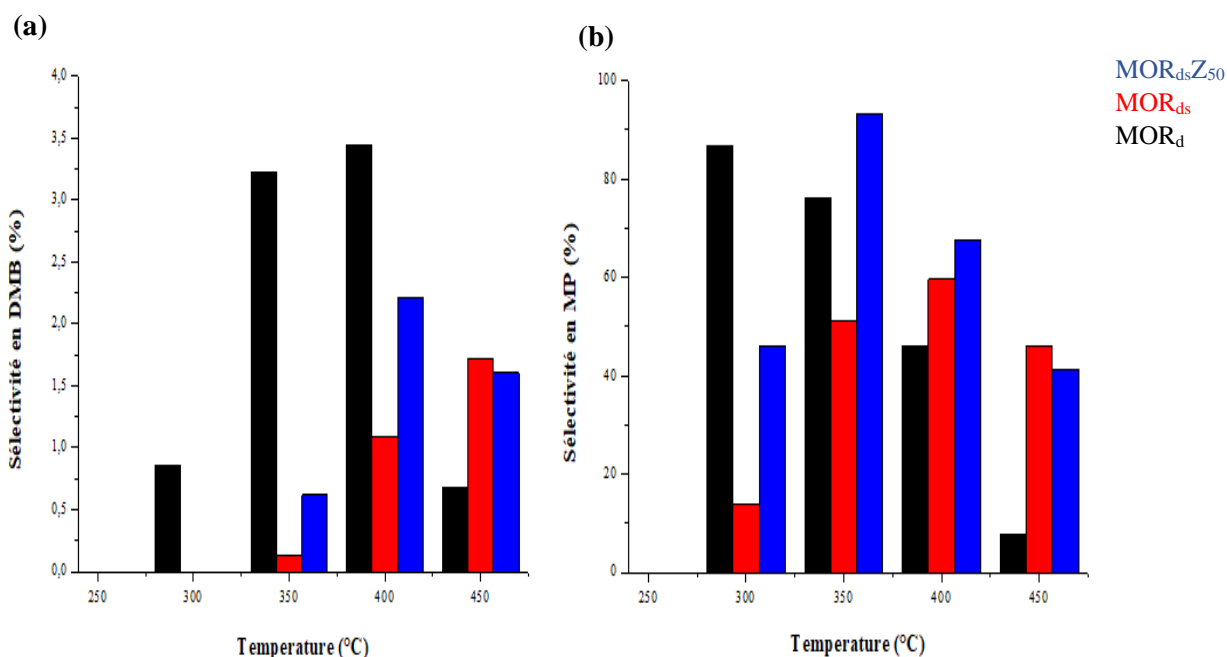 (a)
4,0
3,5
3,0
2,5
2,0
1,5
1,0
0,5
0,0
Sélectivité en DMB (%)
250 300 350 400 450
Temperature (°C)
(b)
100
80
60
40
20
0
Sélectivité en MP (%)
250 300 350 400 450
Temperature (°C)
MORdsZ50
MORds
MORd